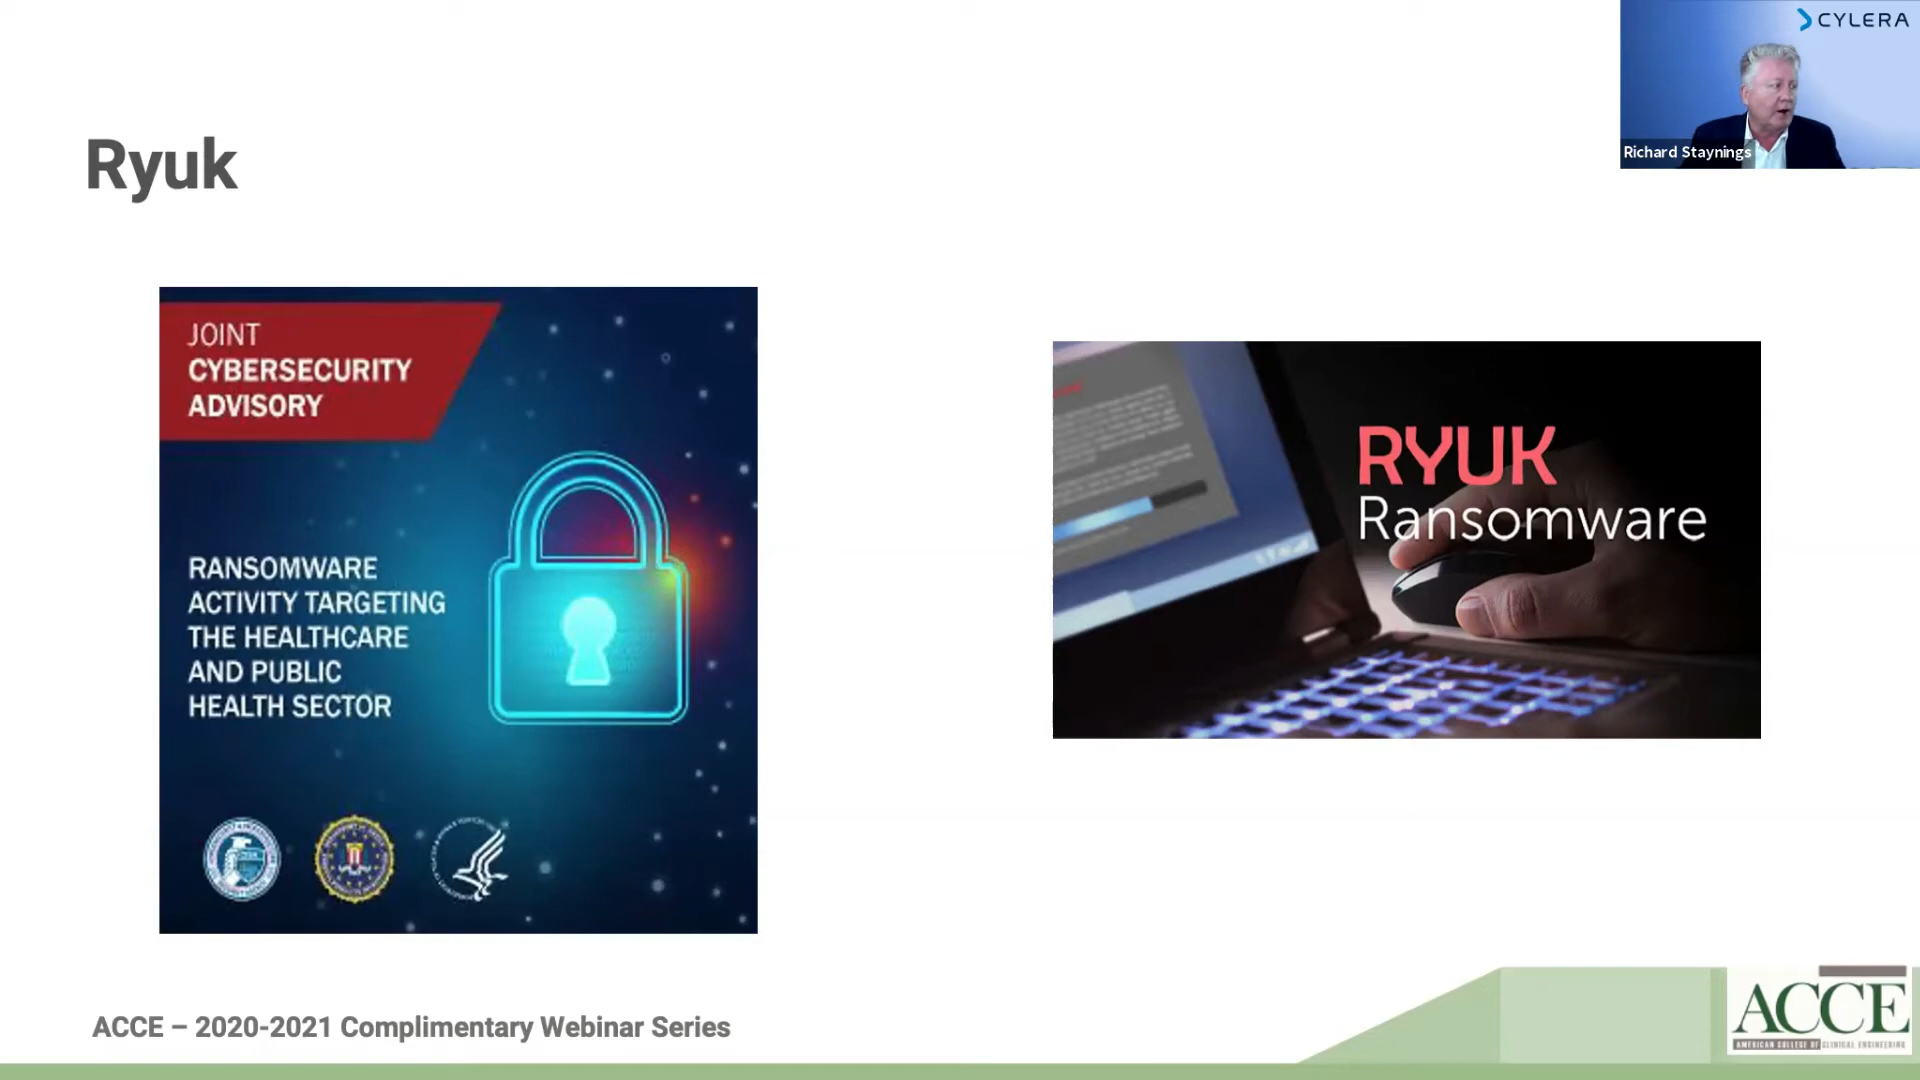 CYLERA
Richard Staynings
Ryuk
JOINT
CYBERSECURITY
ADVISORY
RANSOMWARE
ACTIVITY TARGETING
THE HEALTHCARE
AND PUBLIC
HEALTH SECTOR
RYUK
Ransomware
ACCE – 2020-2021 Complimentary Webinar Series
ACCE
AMERICAN COLLEGE OF CLINICAL ENGINEERING